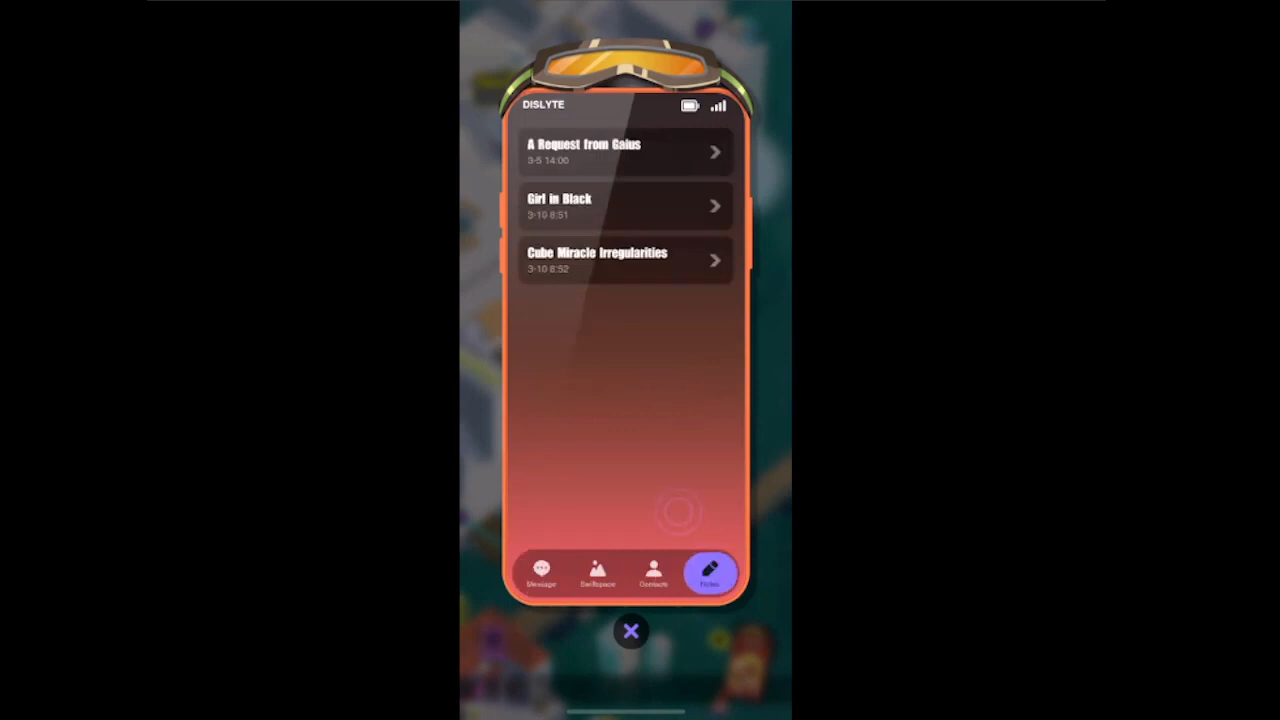 DISLYTE
A Request from Gaius
3-5 14:00
Girl in Black
3-10 8:51
Cube Miracle Irregularities
3-10 8:52
Message
Contacts
Notes